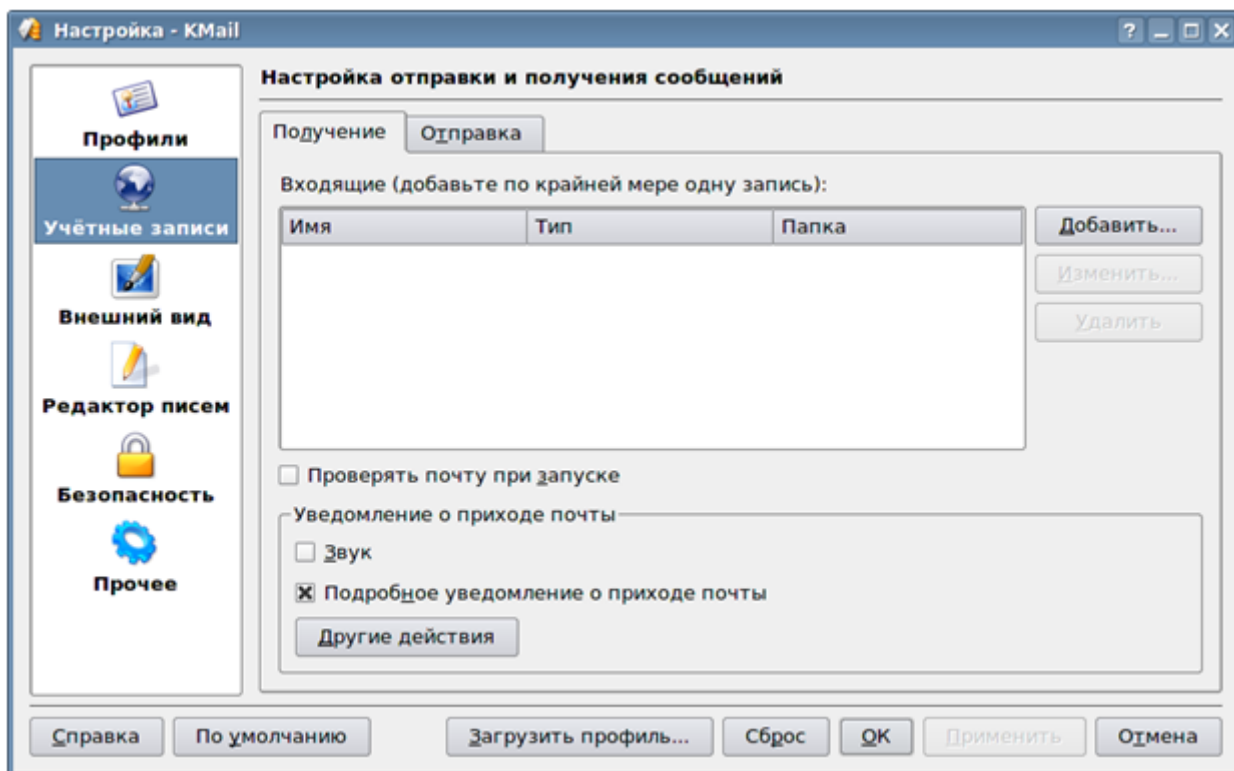 Настройка - KMail
Профили
Учётные записи
Внешний вид
Редактор писем
Безопасность
Прочее
Настройка отправки и получения сообщений
Получение Отправка
Входящие (добавьте по крайней мере одну запись):
Имя Тип Папка
Добавить...
Изменить...
Удалить
Проверять почту при запуске
Уведомление о приходе почты
Звук
Подробное уведомление о приходе почты
Другие действия
Справка По умолчанию Загрузить профиль... Сброс OK Применить Отмена